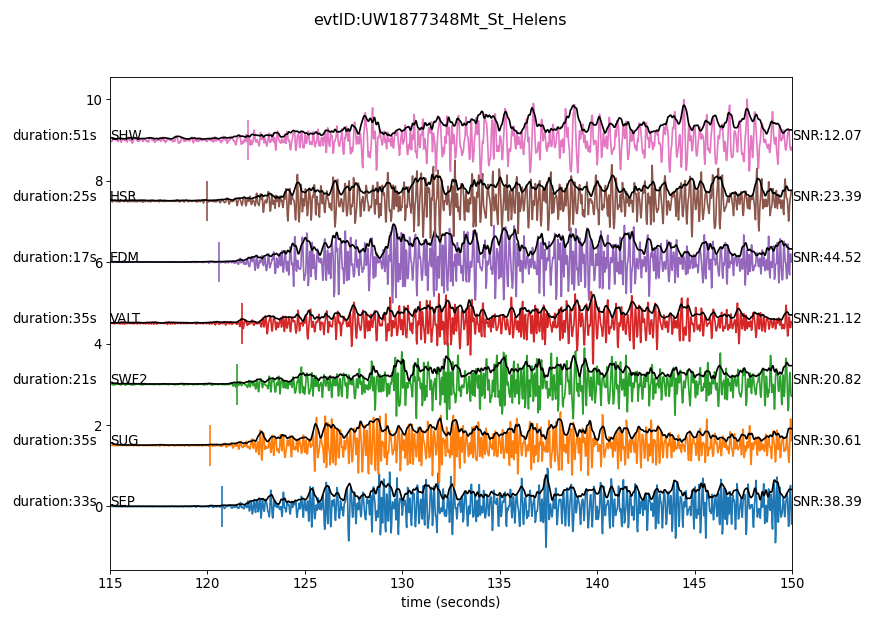 evtID:UW1877348Mt_St_Helens
10
duration:51s SHW SNR:12.07
8
duration:25s HSR SNR:23.39
duration:17s EDM SNR:44.52
6
duration:35s VALT SNR:21.12
4
duration:21s SWF2 SNR:20.82
2
duration:35s SUG SNR:30.61
duration:33s SEP SNR:38.39
0
115 120 125 130 135 140 145 150
time (seconds)